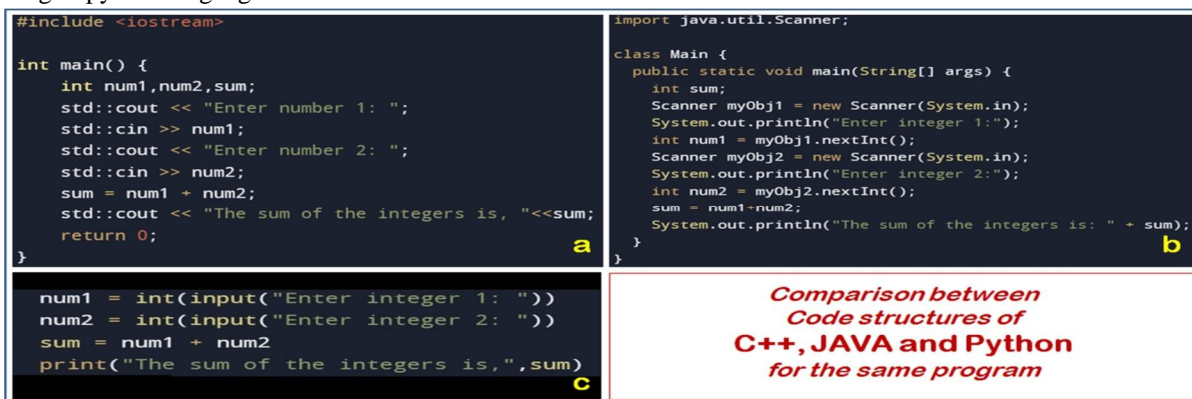 #include <iostream>
int main() {
int num1,num2,sum;
std::cout << "Enter number 1: ";
std::cin >> num1;
std::cout << "Enter number 2: ";
std::cin >> num2;
sum = num1 + num2;
std::cout << "The sum of the integers is, "<<sum;
return 0;
}
a
import java.util.Scanner;
class Main {
public static void main(String[] args) {
int sum;
Scanner myObj1 = new Scanner(System.in);
System.out.println("Enter integer 1:");
int num1 = myObj1.nextInt();
Scanner myObj2 = new Scanner(System.in);
System.out.println("Enter integer 2:");
int num2 = myObj2.nextInt();
sum = num1+num2;
System.out.println("The sum of the integers is: " + sum);
}
}
b
num1 = int(input("Enter integer 1: "))
num2 = int(input("Enter integer 2: "))
sum = num1 + num2
print("The sum of the integers is,",sum)
c
Comparison between
Code structures of
C++, JAVA and Python
for the same program